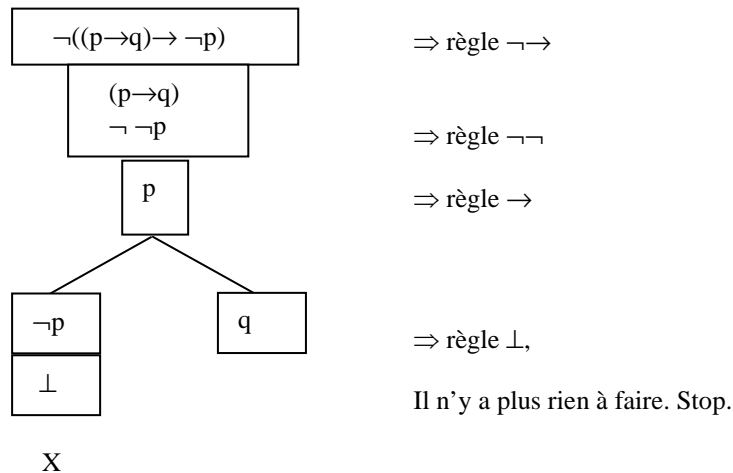 ¬((p→q)→ ¬p) ⇒ règle ¬→
(p→q)
¬ ¬p ⇒ règle ¬¬
p ⇒ règle →
¬p q
⊥ ⇒ règle ⊥,
Il n'y a plus rien à faire. Stop.
X